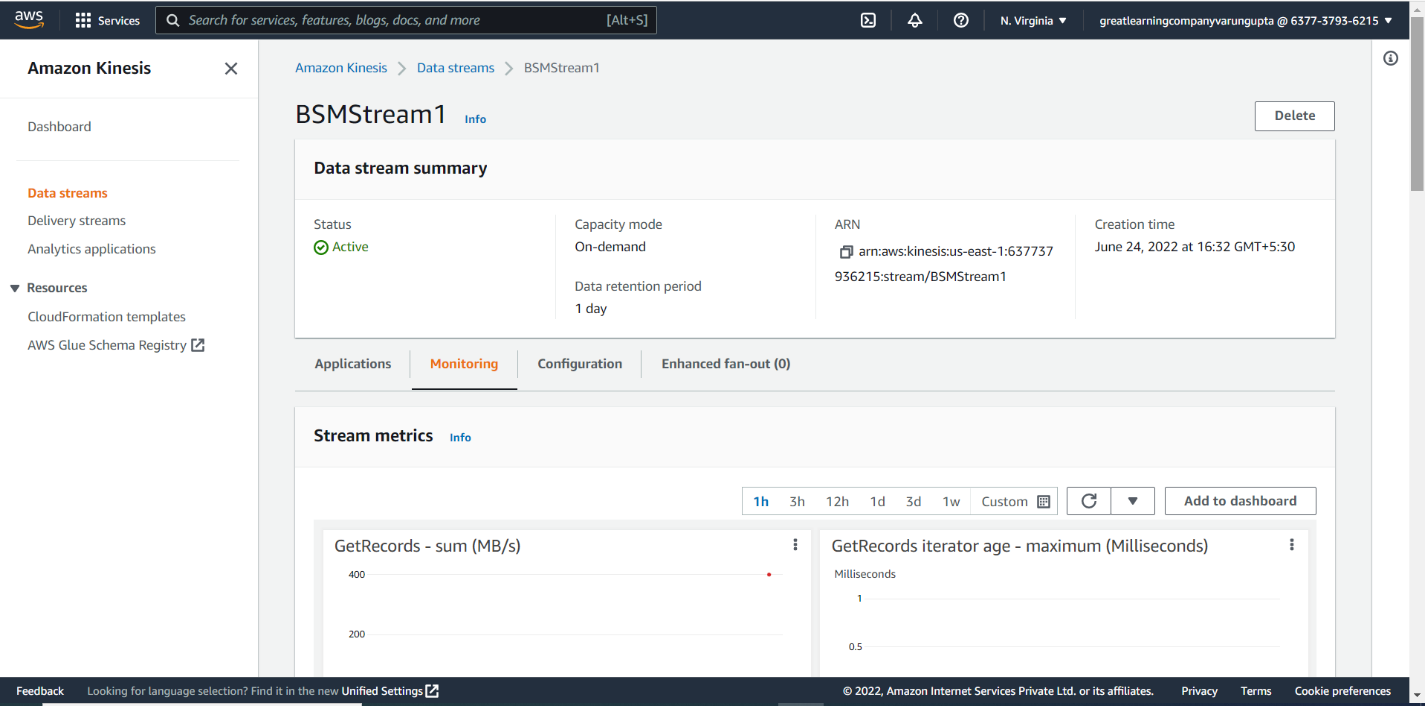 aws
Services
Search for services, features, blogs, docs, and more
[Alt+S]
N. Virginia
greatlearningcompanyvarungupta @ 6377-3793-6215
Amazon Kinesis
Dashboard
Data streams
Delivery streams
Analytics applications
Resources
CloudFormation templates
AWS Glue Schema Registry
Amazon Kinesis
Data streams
BSMStream1
BSMStream1
Info
Delete
Data stream summary
Status
Active
Capacity mode
On-demand
Data retention period
1 day
ARN
arn:aws:kinesis:us-east-1:637737
936215:stream/BSMStream1
Creation time
June 24, 2022 at 16:32 GMT+5:30
Applications
Monitoring
Configuration
Enhanced fan-out (0)
Stream metrics
Info
1h
3h
12h
1d
3d
1w
Custom
Add to dashboard
GetRecords - sum (MB/s)
400
200
GetRecords iterator age - maximum (Milliseconds)
Milliseconds
1
0.5
Feedback
Looking for language selection? Find it in the new Unified Settings
© 2022, Amazon Internet Services Private Ltd. or its affiliates.
Privacy
Terms
Cookie preferences